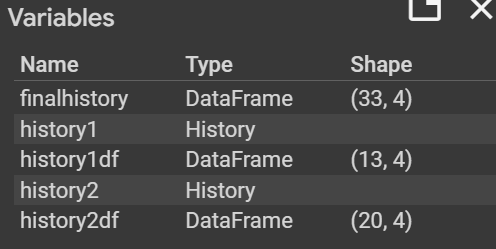 Variables
Name Type Shape
finalhistory DataFrame (33, 4)
history1 History
history1df DataFrame (13, 4)
history2 History
history2df DataFrame (20, 4)